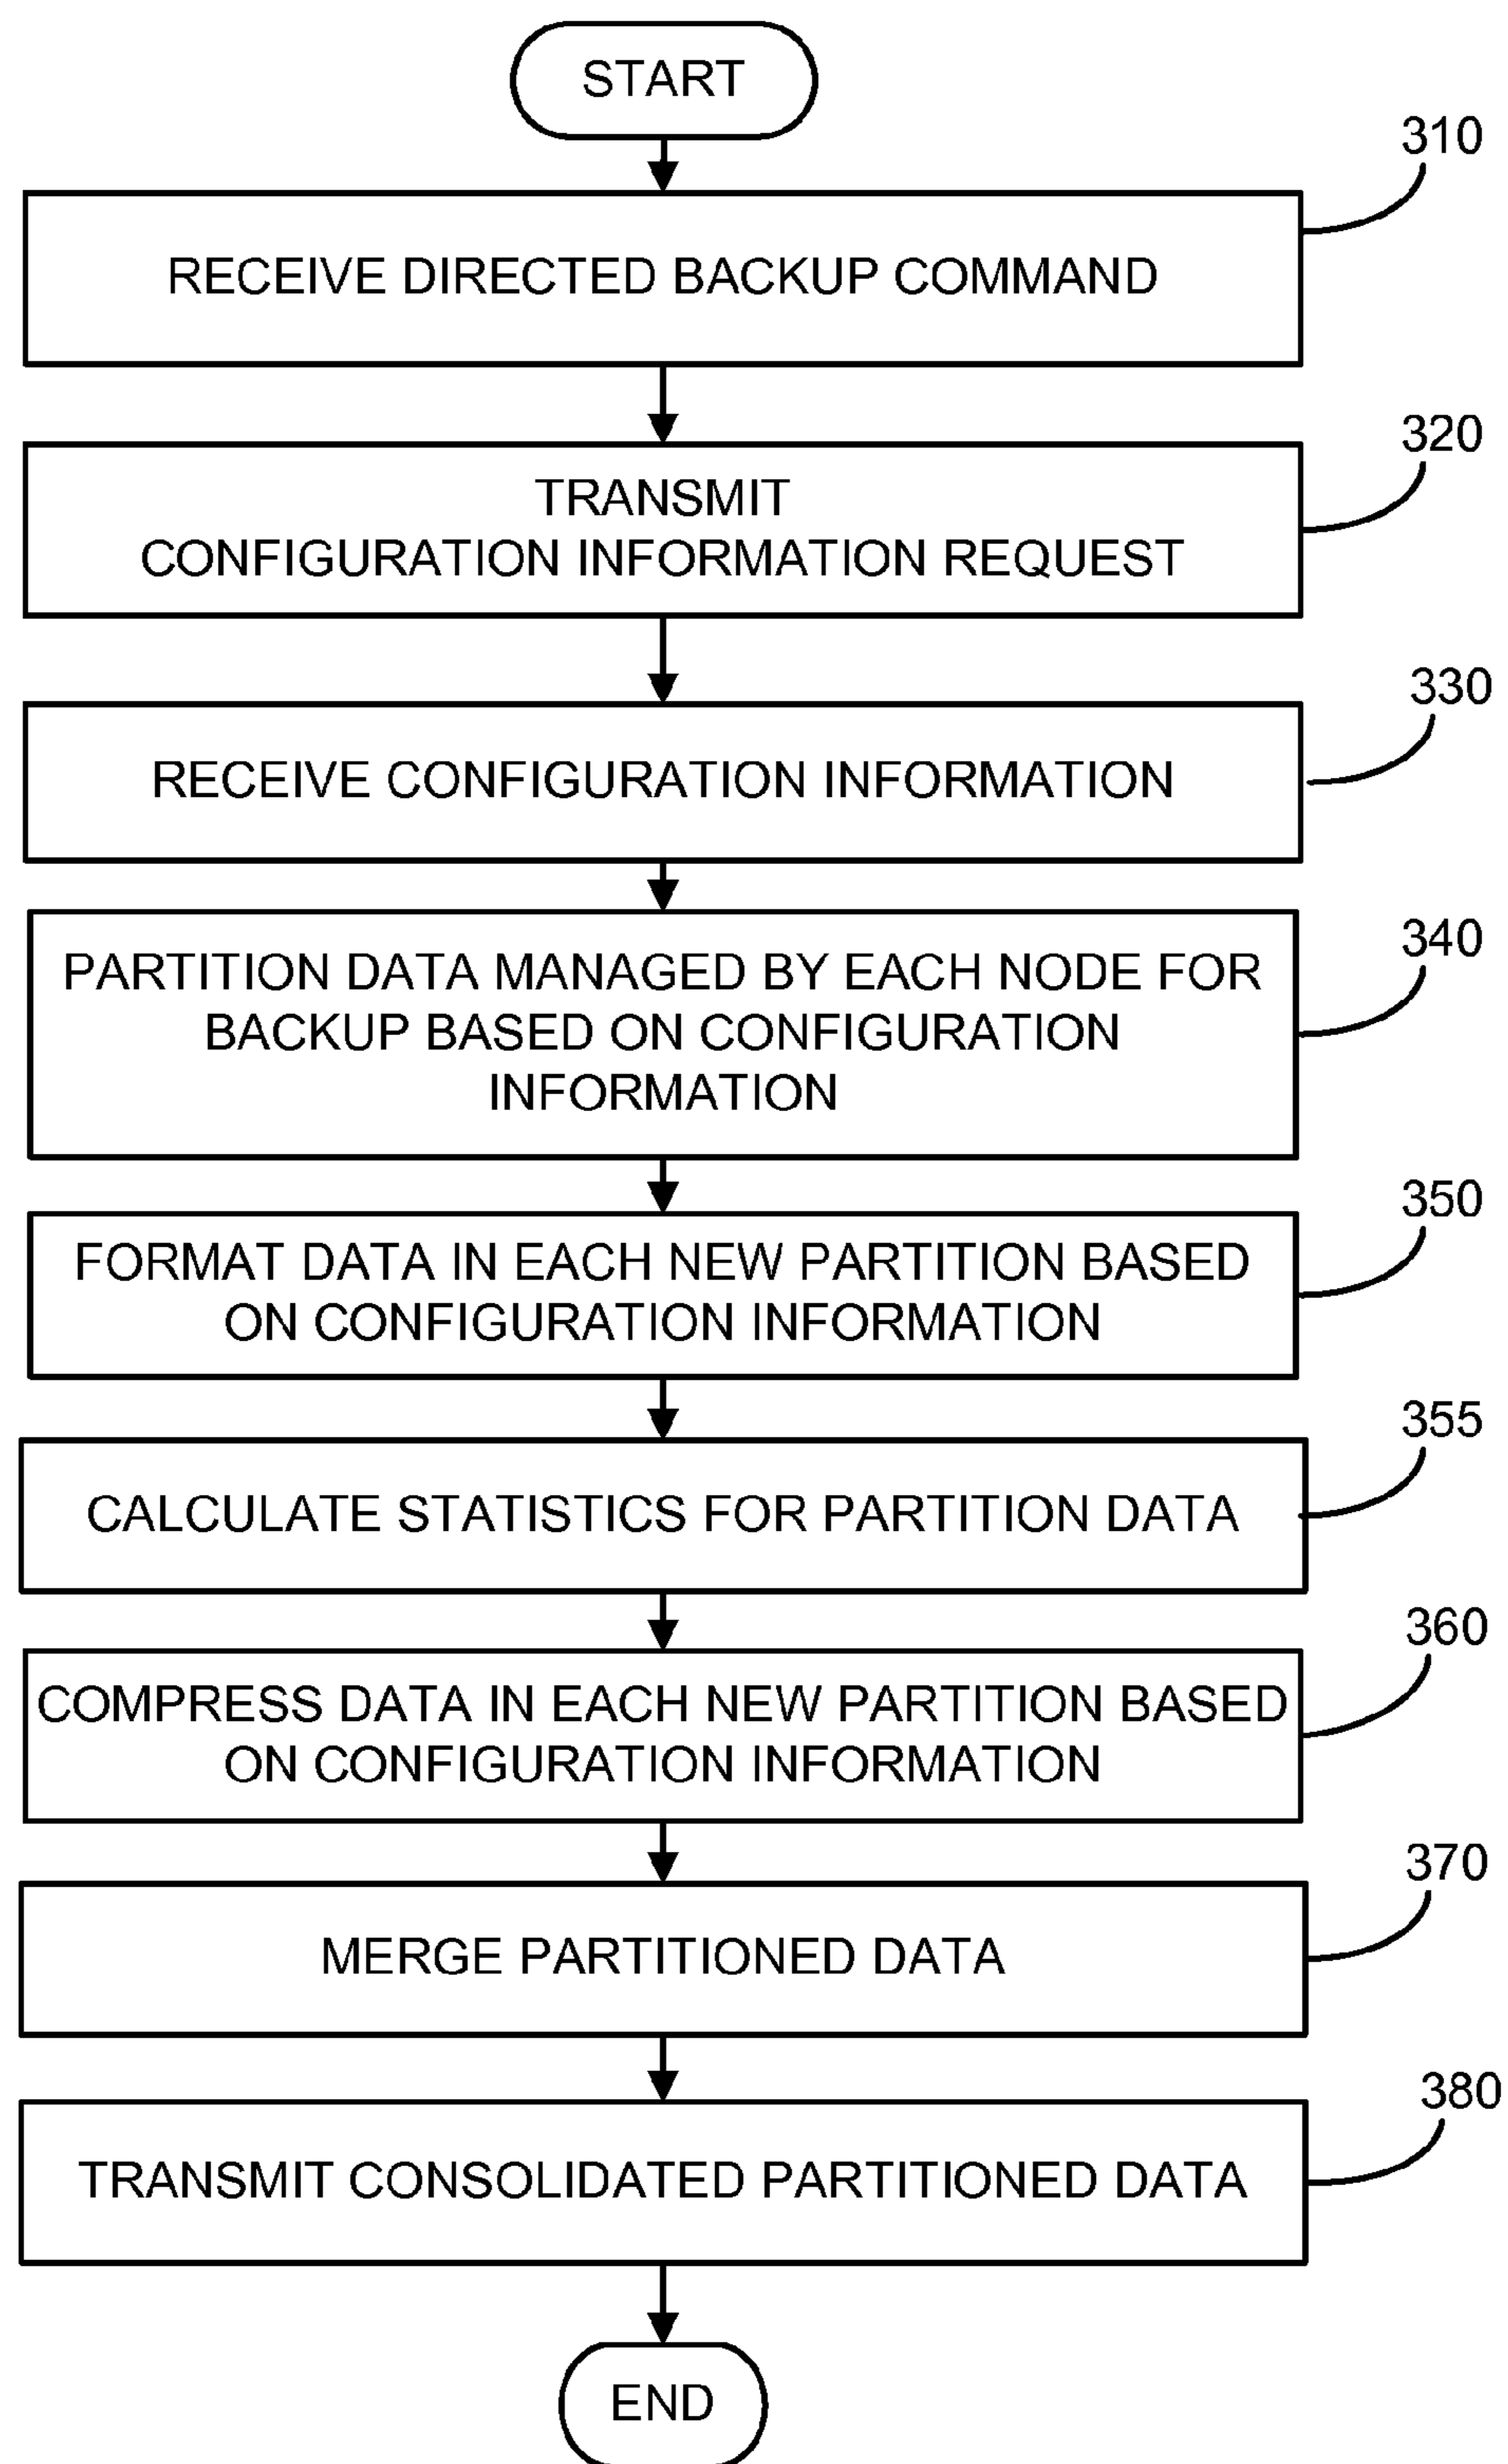 START
310
RECEIVE DIRECTED BACKUP COMMAND
320
TRANSMIT
CONFIGURATION INFORMATION REQUEST
330
RECEIVE CONFIGURATION INFORMATION
340
PARTITION DATA MANAGED BY EACH NODE FOR
BACKUP BASED ON CONFIGURATION
INFORMATION
350
FORMAT DATA IN EACH NEW PARTITION BASED
ON CONFIGURATION INFORMATION
355
CALCULATE STATISTICS FOR PARTITION DATA
360
COMPRESS DATA IN EACH NEW PARTITION BASED
ON CONFIGURATION INFORMATION
370
MERGE PARTITIONED DATA
380
TRANSMIT CONSOLIDATED PARTITIONED DATA
END